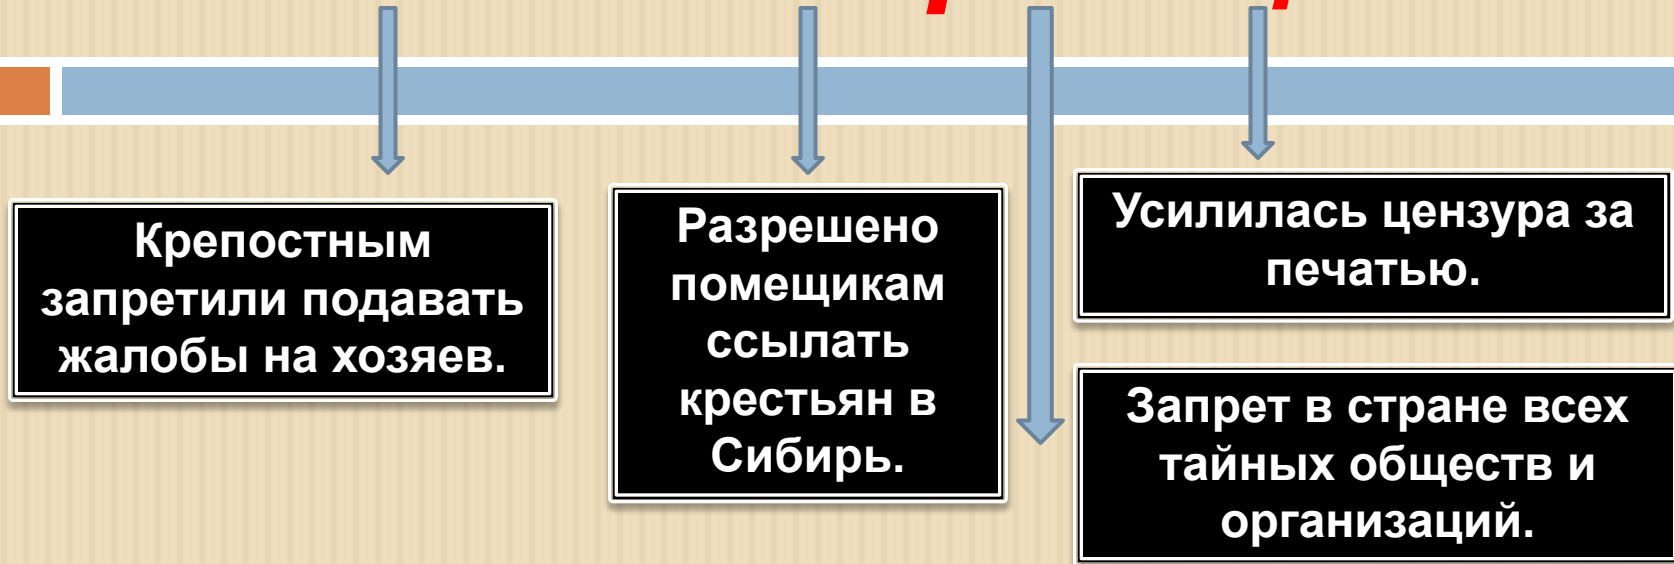 Крепостным
запретили подавать
жалобы на хозяев.
Разрешено
помещикам
ссылать
крестьян в
Сибирь.
Усилилась цензура за
печатью.
Запрет в стране всех
тайных обществ и
организаций.